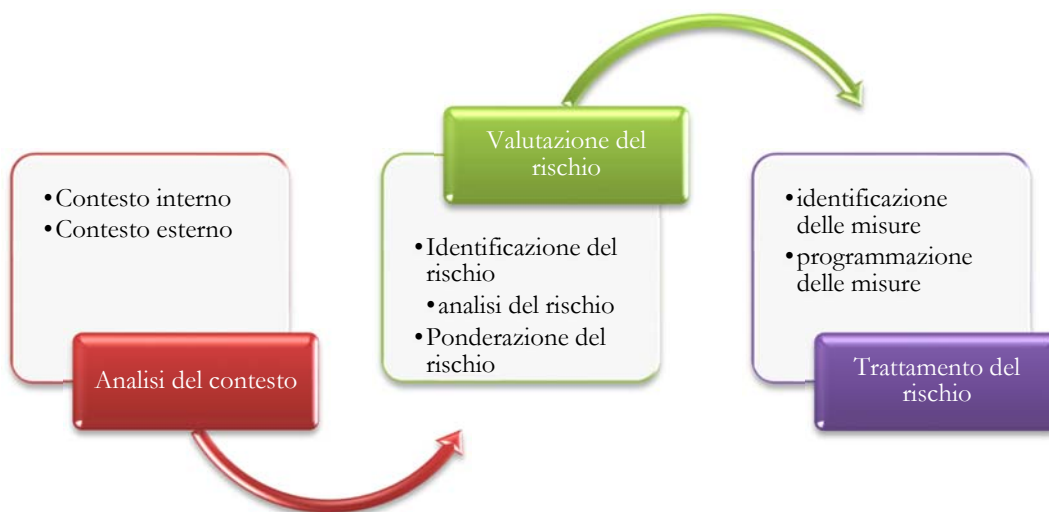 •Contesto interno
•Contesto esterno
Analisi del contesto
Valutazione del
rischio
•Identificazione del
rischio
•analisi del rischio
•Ponderazione del
rischio
•identificazione
delle misure
•programmazione
delle misure
Trattamento del
rischio